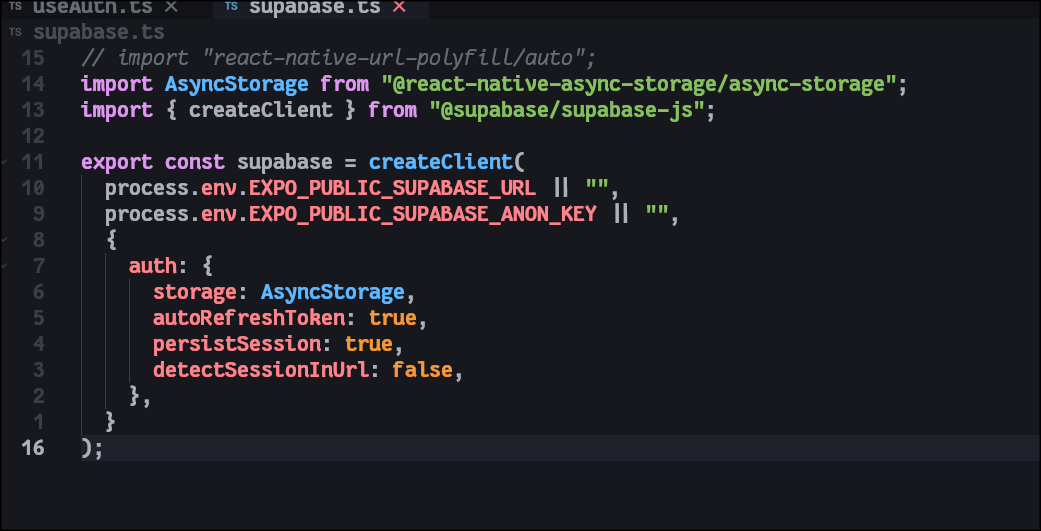 TS useAuth.ts ✕ TS supabase.ts ✕
TS supabase.ts
15 // import "react-native-url-polyfill/auto";
14 import AsyncStorage from "@react-native-async-storage/async-storage";
13 import { createClient } from "@supabase/supabase-js";
12
11 export const supabase = createClient(
10 process.env.EXPO_PUBLIC_SUPABASE_URL || "",
9 process.env.EXPO_PUBLIC_SUPABASE_ANON_KEY || "",
8 {
7 auth: {
6 storage: AsyncStorage,
5 autoRefreshToken: true,
4 persistSession: true,
3 detectSessionInUrl: false,
2 },
1 }
16 );